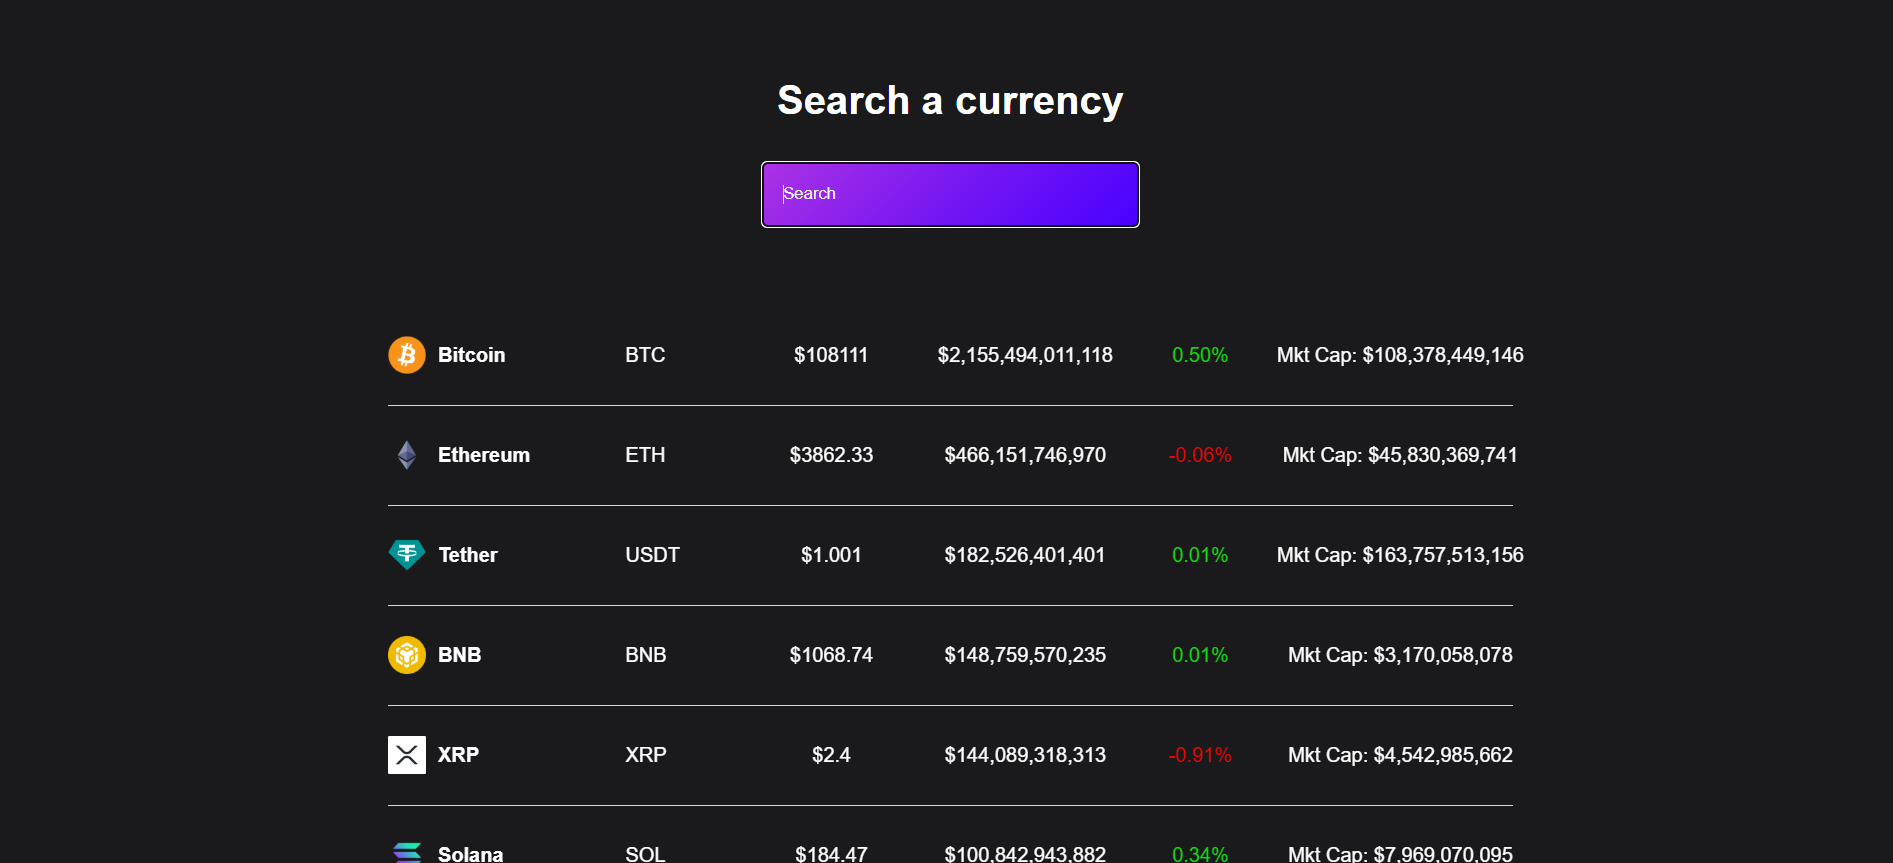 Search a currency
Search
Bitcoin BTC $108111 $2,155,494,011,118 0.50% Mkt Cap: $108,378,449,146
Ethereum ETH $3862.33 $466,151,746,970 -0.06% Mkt Cap: $45,830,369,741
Tether USDT $1.001 $182,526,401,401 0.01% Mkt Cap: $163,757,513,156
BNB BNB $1068.74 $148,759,570,235 0.01% Mkt Cap: $3,170,058,078
XRP XRP $2.4 $144,089,318,313 -0.91% Mkt Cap: $4,542,985,662
Solana SOL $184.47 $100,842,943,882 0.34% Mkt Cap: $7,969,070,095